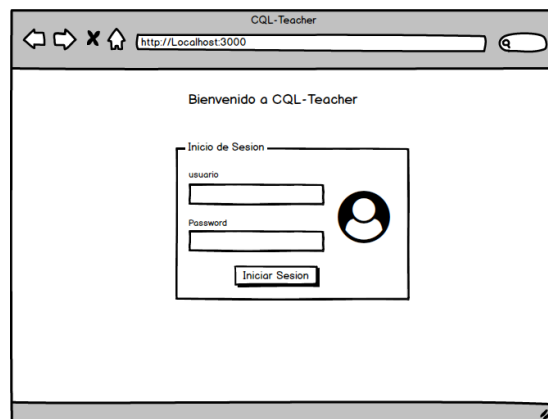 CQL-Teacher
http://Localhost:3000
Bienvenido a CQL-Teacher
Inicio de Sesion
usuario
Password
Iniciar Sesion